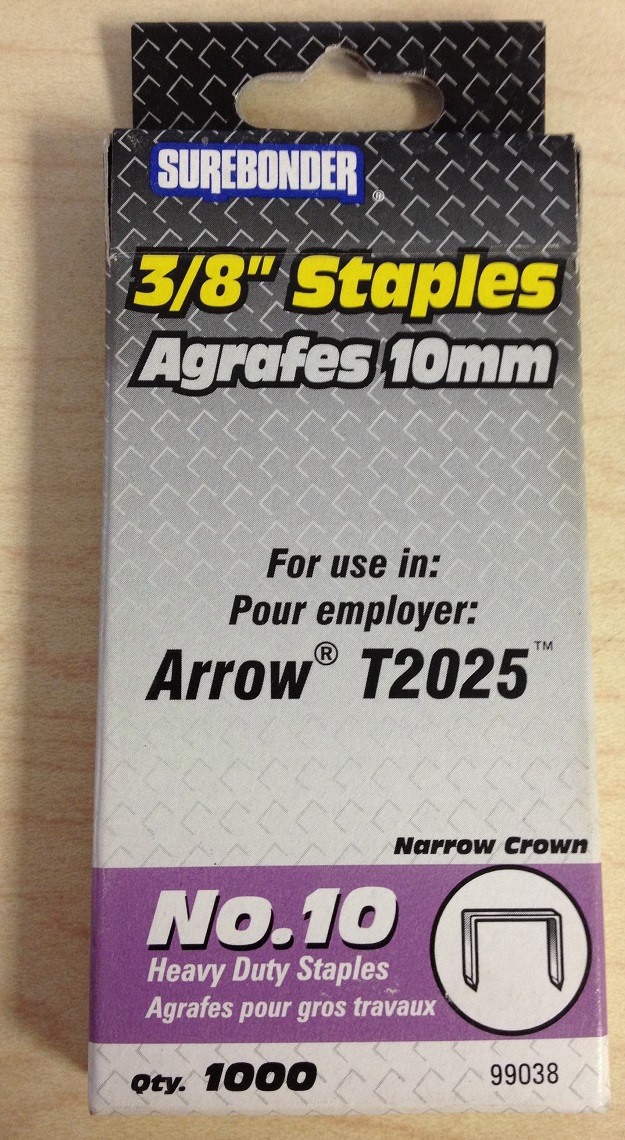 SUREBONDER®
3/8" Staples
Agrafes 10mm
For use in:
Pour employer:
Arrow® T2025™
Narrow Crown
No.10
Heavy Duty Staples
Agrafes pour gros travaux
Qty. 1000 99038